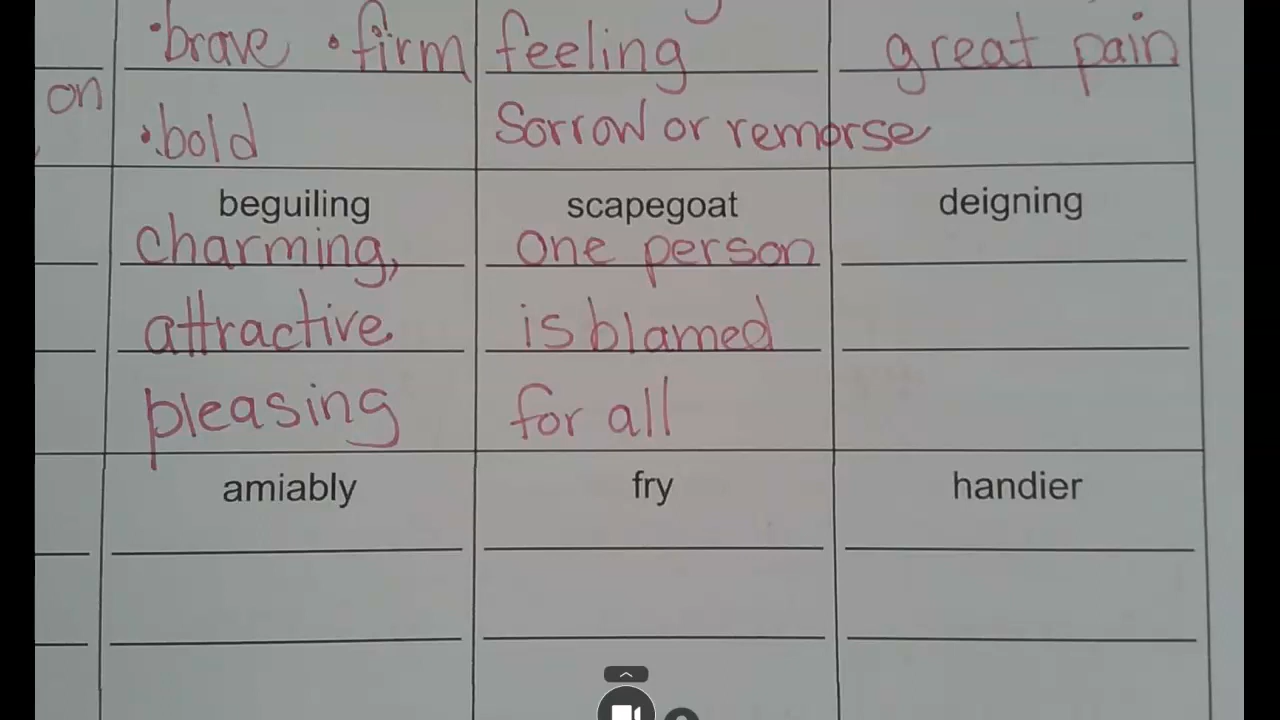 on
•brave •firm
•bold
feeling
Sorrow or remorse
great pain
beguiling
charming,
attractive
pleasing
scapegoat
One person
is blamed
for all
deigning
amiably
fry
handier